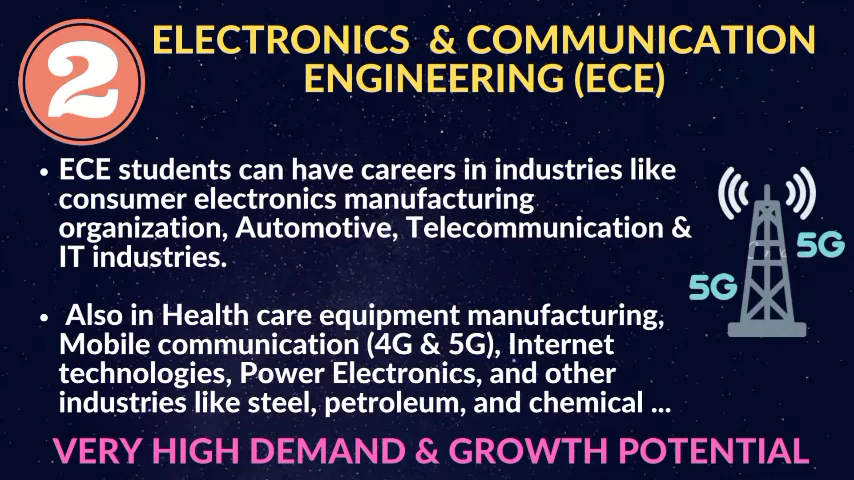 2
ELECTRONICS & COMMUNICATION
ENGINEERING (ECE)
• ECE students can have careers in industries like
consumer electronics manufacturing
organization, Automotive, Telecommunication &
IT industries.
5G
5G
• Also in Health care equipment manufacturing,
Mobile communication (4G & 5G), Internet
technologies, Power Electronics, and other
industries like steel, petroleum, and chemical ...
VERY HIGH DEMAND & GROWTH POTENTIAL